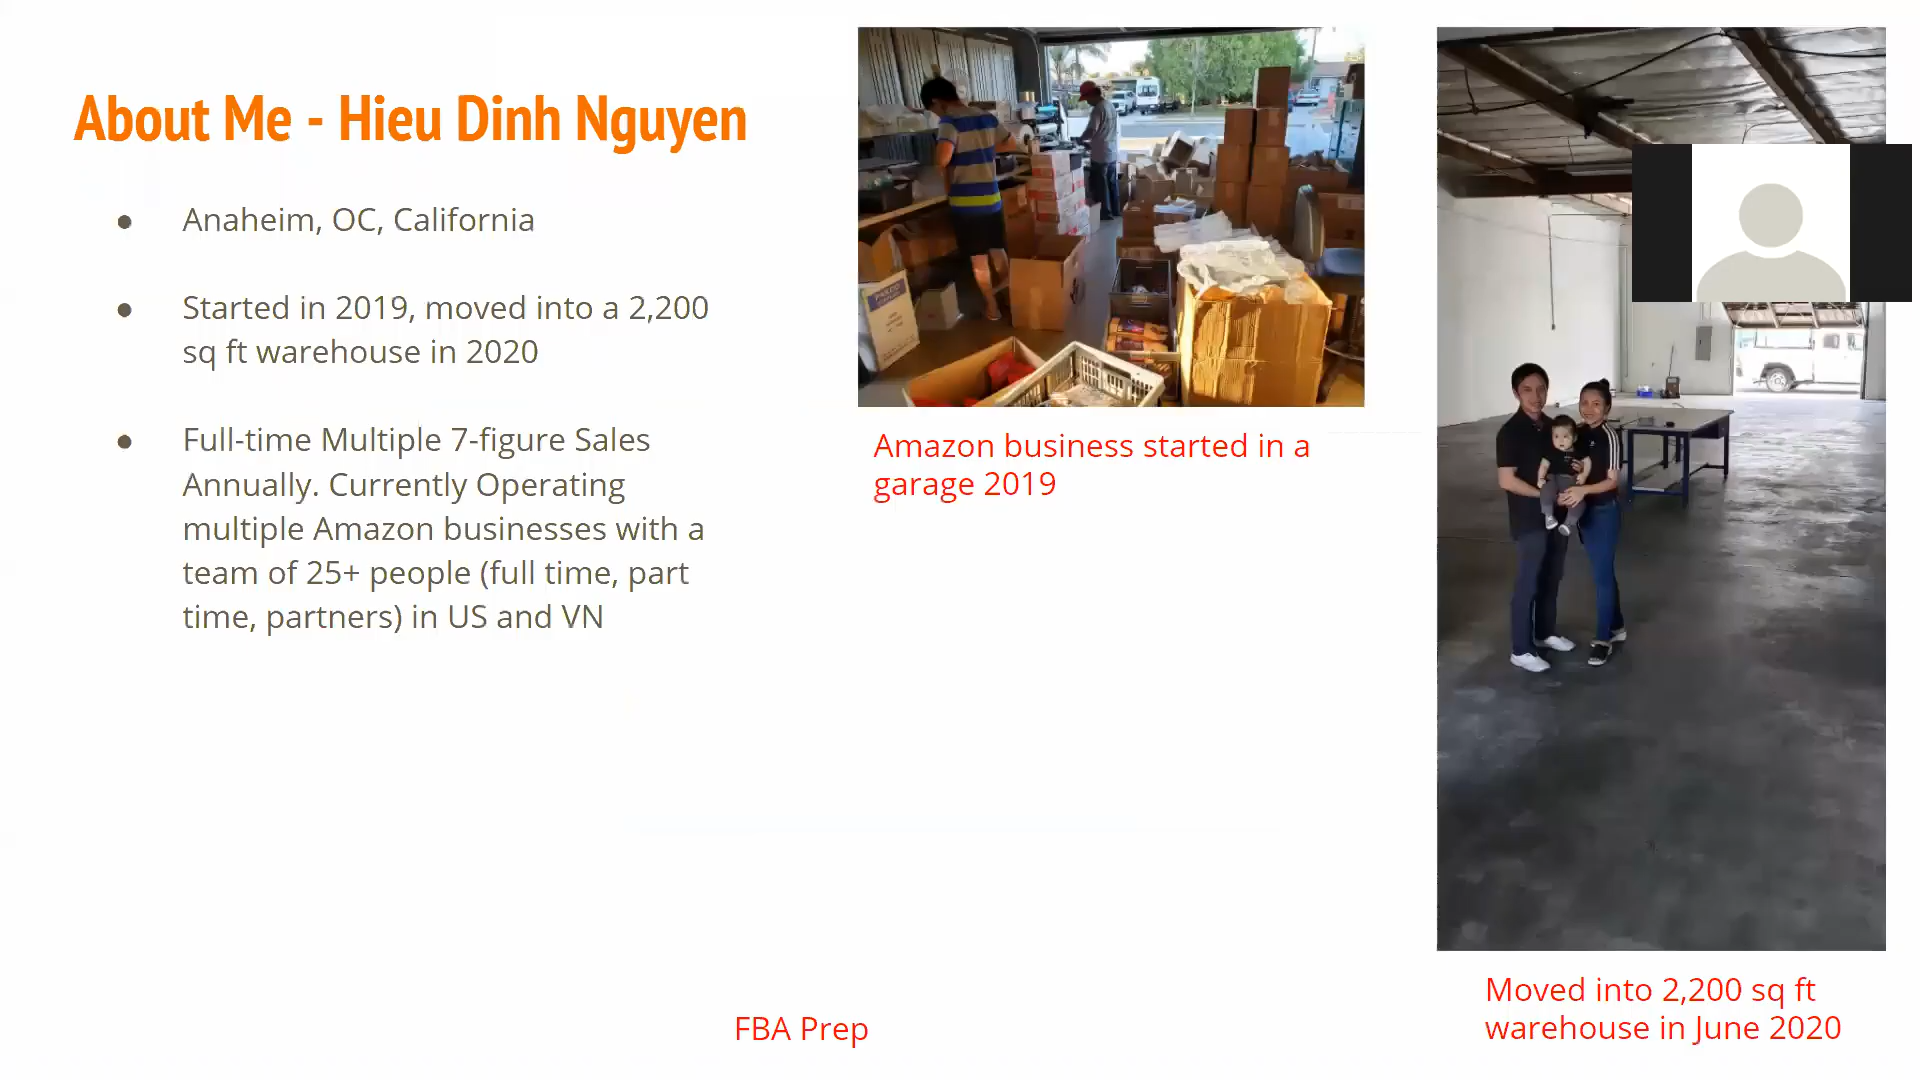 About Me - Hieu Dinh Nguyen
● Anaheim, OC, California
● Started in 2019, moved into a 2,200
sq ft warehouse in 2020
● Full-time Multiple 7-figure Sales
Annually. Currently Operating
multiple Amazon businesses with a
team of 25+ people (full time, part
time, partners) in US and VN
Amazon business started in a
garage 2019
FBA Prep
Moved into 2,200 sq ft
warehouse in June 2020